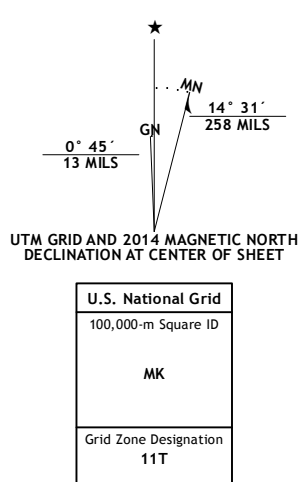 MN
14° 31´
258 MILS
GN
0° 45´
13 MILS
UTM GRID AND 2014 MAGNETIC NORTH
DECLINATION AT CENTER OF SHEET
U.S. National Grid
100,000-m Square ID
MK
Grid Zone Designation
11T